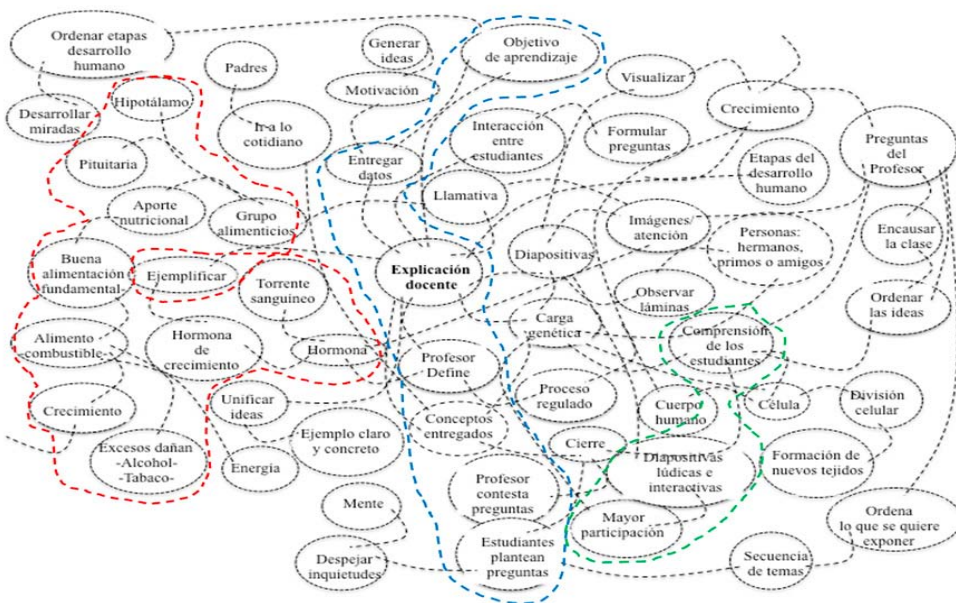 Ordenar etapas
desarrollo
humano
Padres
Generar
ideas
Motivación
Objetivo
de aprendizaje
Visualizar
Crecimiento
Desarrollar
miradas
Hipotálamo
Ir a lo
cotidiano
Interacción
entre
estudiantes
Formular
preguntas
Preguntas
del
Profesor
Pituitaria
Entregar
datos
Etapas del
desarrollo
humano
Llamativa
Aporte
nutricional
Grupo
alimenticios
Imágenes/
atención
Personas:
hermanos,
primos o amigos
Encausar
la clase
Buena
alimentación
fundamental-
Ejemplificar
Torrente
sanguíneo
Explicación
docente
Diapositivas
Observar
láminas
Ordenar
las ideas
Alimento
-combustible-
Hormona
de
crecimiento
Hormona
Carga
genética
Comprensión
de los
estudiantes
Profesor
Define
Crecimiento
Unificar
ideas
Conceptos
entregados
Proceso
regulado
Cuerpo
humano
Célula
División
celular
Excesos dañan
-Alcohol-
-Tabaco-
Energía
Ejemplo claro
y concreto
Cierre
Diapositivas
lúdicas e
interactivas
Formación de
nuevos tejidos
Mente
Profesor
contesta
preguntas
Mayor
participación
Ordena
lo que se quiere
exponer
Despejar
inquietudes
Estudiantes
plantean
preguntas
Secuencia
de temas